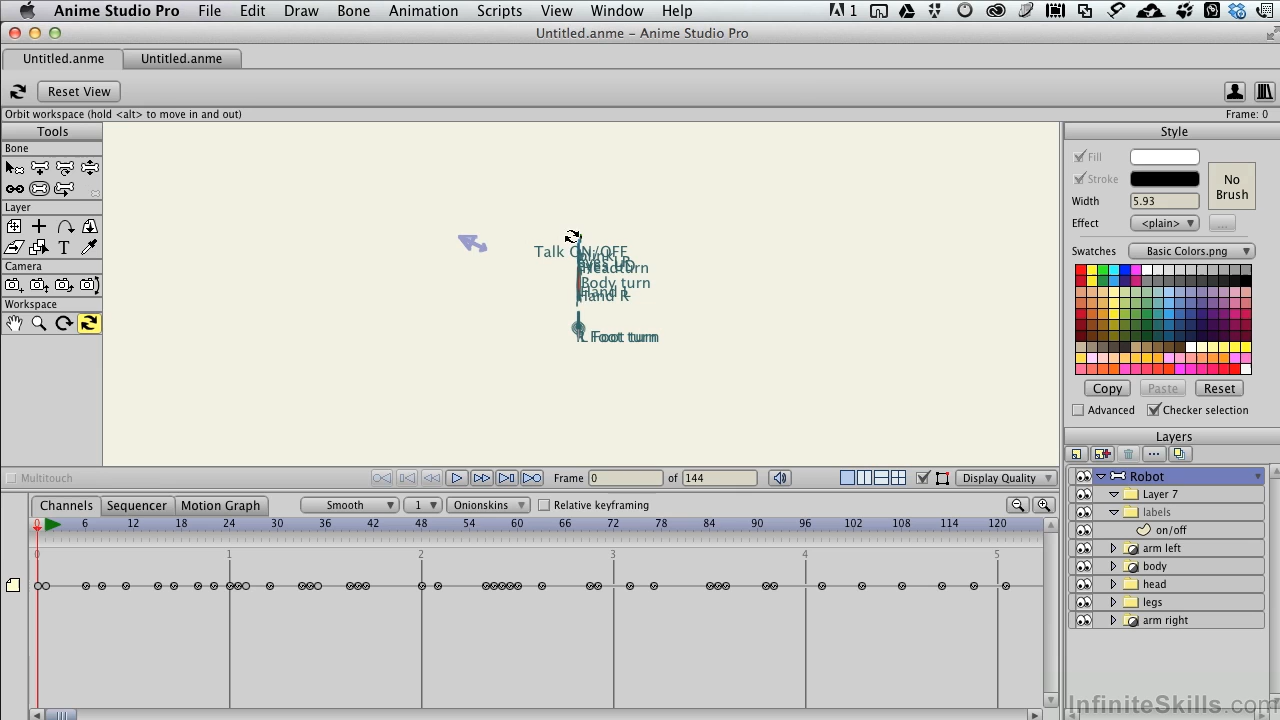 Anime Studio Pro File Edit Draw Bone Animation Scripts View Window Help 1
Untitled.anme – Anime Studio Pro
Untitled.anme Untitled.anme
Reset View
Orbit workspace (hold <alt> to move in and out) Frame: 0
Tools
Bone
Layer
Camera
Workspace
Talk ON/OFF
Body turn
Hand R
Style
Fill
Stroke
No Brush
Width 5.93
Effect <plain> ...
Swatches Basic Colors.png
Copy Paste Reset
Advanced Checker selection
Layers
Robot
Layer 7
labels
on/off
arm left
body
head
legs
arm right
Multitouch Frame 0 of 144 Display Quality
Channels Sequencer Motion Graph Smooth 1 Onionskins Relative keyframing
0 6 12 18 24 30 36 42 48 54 60 66 72 78 84 90 96 102 108 114 120
0 1 2 3 4 5
InfiniteSkills.com